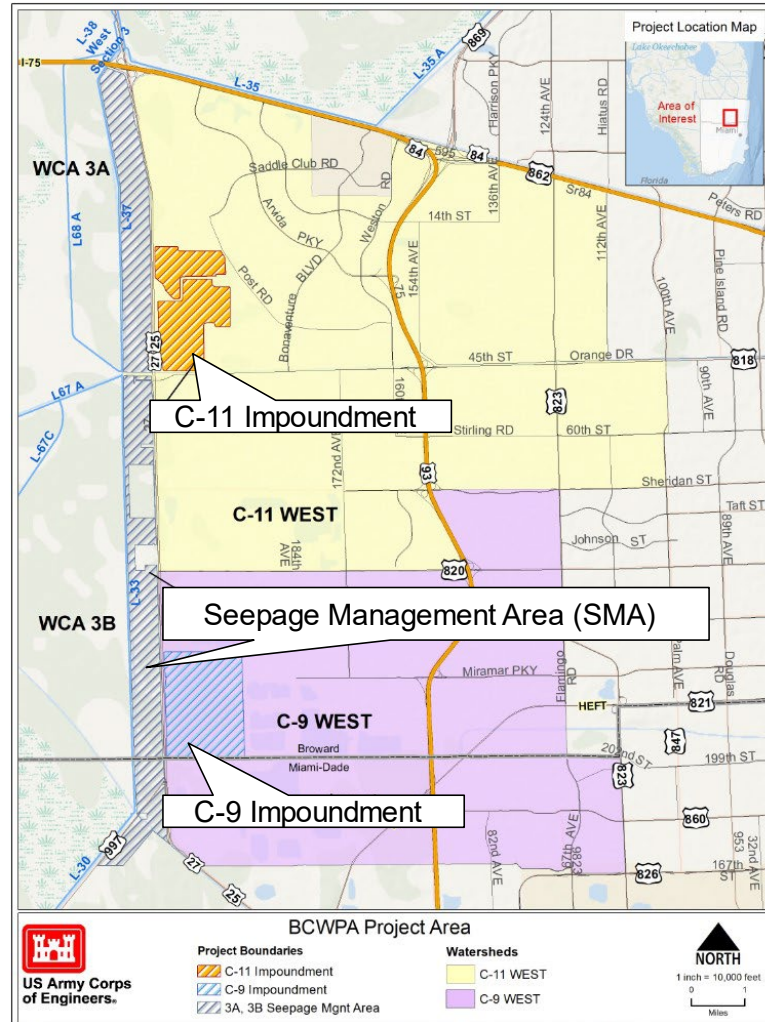 L-38
West
Section 3
I-75
L-35
L-35 A
869
Harrison PKY
124th AVE
Hiatus RD
Project Location Map
Lake Okeechobee
Area of
Interest
Miami
Florida
WCA 3A
L68 A
L-37
Saddle Club RD
RD
84
595
84
136th AVE
862
Sr84
Peters RD
14th ST
Arvida
PKY
Weston
Post RD
BLVD
Bonaventure
75
154th AVE
112th AVE
100th AVE
Pine Island RD
27
25
45th ST
Orange DR
818
L67 A
L-67C
C-11 Impoundment
160th
823
90th AVE
Stirling RD
60th ST
172nd AVE
93
Sheridan ST
C-11 WEST
Taft ST
184th
AVE
Johnson ST
89th AVE
820
L-33
Seepage Management Area (SMA)
WCA 3B
Miramar PKY
Flamingo
RD
Palm AVE
Douglas
RD
HEFT
821
C-9 WEST
847
Broward
Miami-Dade
202nd ST
199th ST
823
C-9 Impoundment
860
997
L-30
27
25
82nd AVE
67th AVE
9823
953
32nd AVE
826
167th
ST
BCWPA Project Area
US Army Corps
of Engineers®
Project Boundaries
C-11 Impoundment
C-9 Impoundment
3A, 3B Seepage Mgnt Area
Watersheds
C-11 WEST
C-9 WEST
NORTH
1 inch = 10,000 feet
0 1
Miles